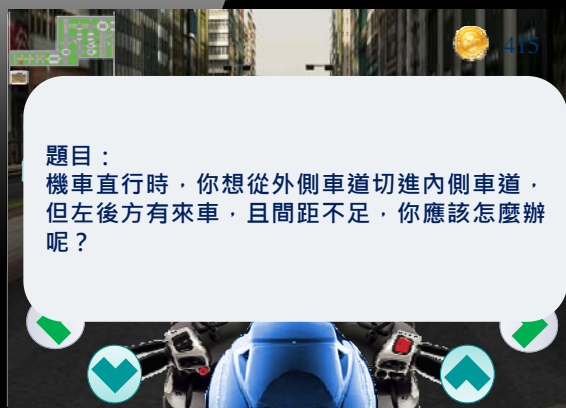 415
題目：
機車直行時，你想從外側車道切進內側車道，
但左後方有來車，且間距不足，你應該怎麼辦
呢？